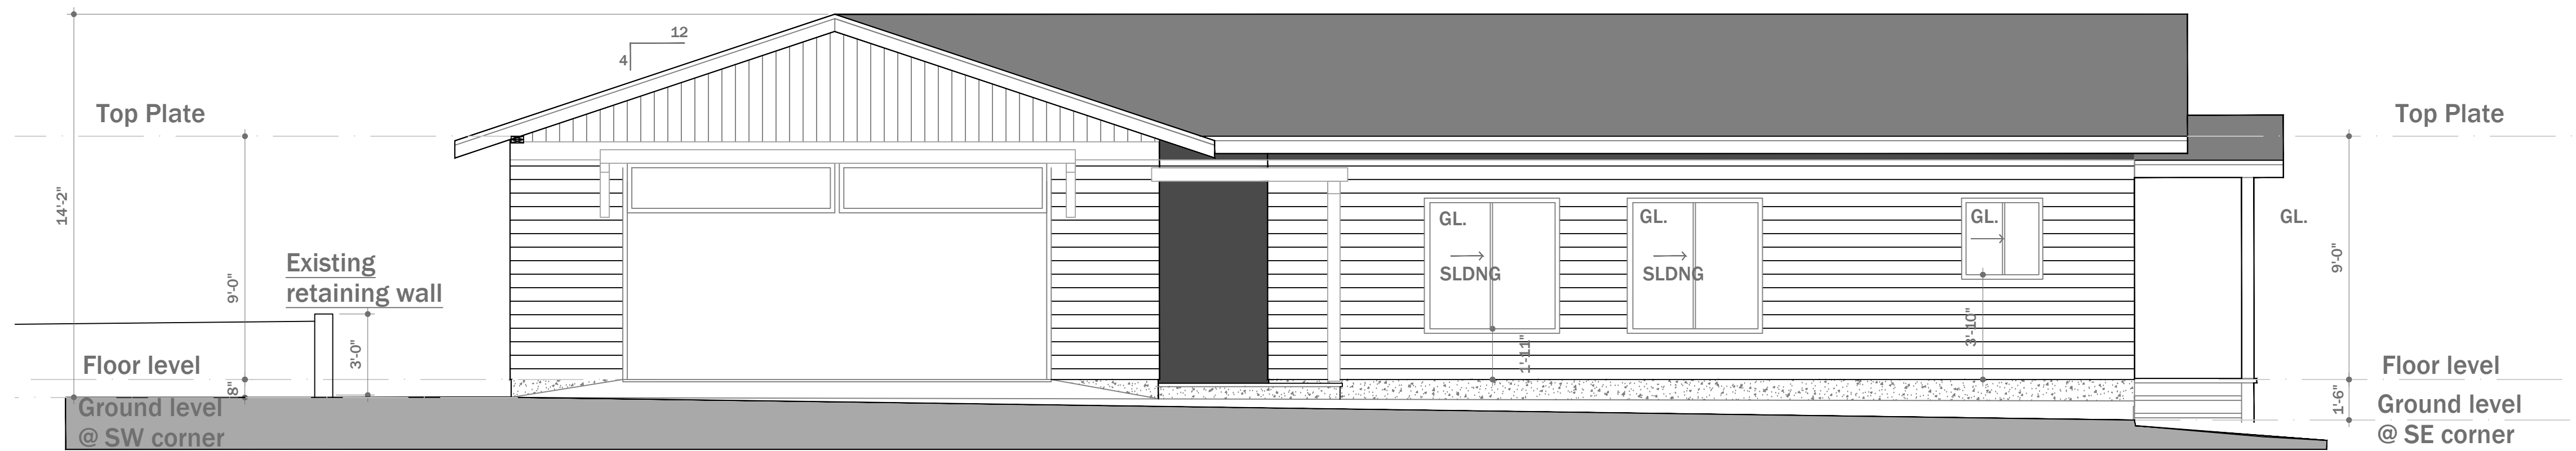 12
4
Top Plate
Top Plate
14'-2"
GL.
GL.
GL.
GL.
Existing
retaining wall
9'-0"
9'-0"
SLDNG
SLDNG
3'-10"
1'-11"
3'-0"
Floor level
Floor level
8"
1'-6"
Ground level
@ SW corner
Ground level
@ SE corner